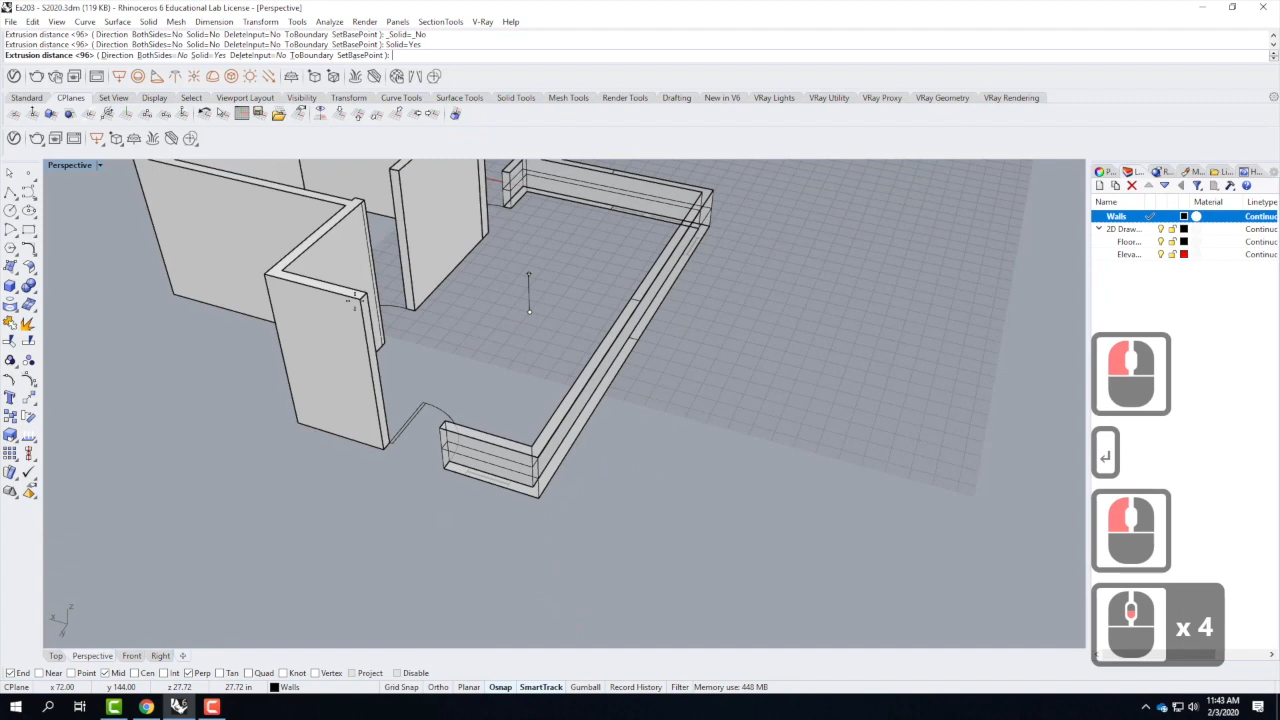 Ex203 - S2020.3dm (119 KB) - Rhinoceros 6 Educational Lab License - [Perspective]
File Edit View Curve Surface Solid Mesh Dimension Transform Tools Analyze Render Panels SectionTools V-Ray Help
Extrusion distance <96> ( Direction BothSides=No Solid=No DeleteInput=No ToBoundary SetBasePoint ): _Solid=_No
Extrusion distance <96> ( Direction BothSides=No Solid=No DeleteInput=No ToBoundary SetBasePoint ): Solid=Yes
Extrusion distance <96> ( Direction BothSides=No Solid=Yes DeleteInput=No ToBoundary SetBasePoint ):
Standard CPlanes Set View Display Select Viewport Layout Visibility Transform Curve Tools Surface Tools Solid Tools Mesh Tools Render Tools Drafting New in V6 VRay Lights VRay Utility VRay Proxy VRay Geometry VRay Rendering
Perspective
P... L... R... M... Li... H...
Name Material Linetype
Walls Continuc
2D Draw... Continuc
Floor... Continuc
Eleva... Continuc
x 4
z
x
Top Perspective Front Right
End Near Point Mid Cen Int Perp Tan Quad Knot Vertex Project Disable
CPlane x 72.00 y 144.00 z 27.72 27.72 in Walls Grid Snap Ortho Planar Osnap SmartTrack Gumball Record History Filter Memory use: 448 MB
11:43 AM
2/3/2020